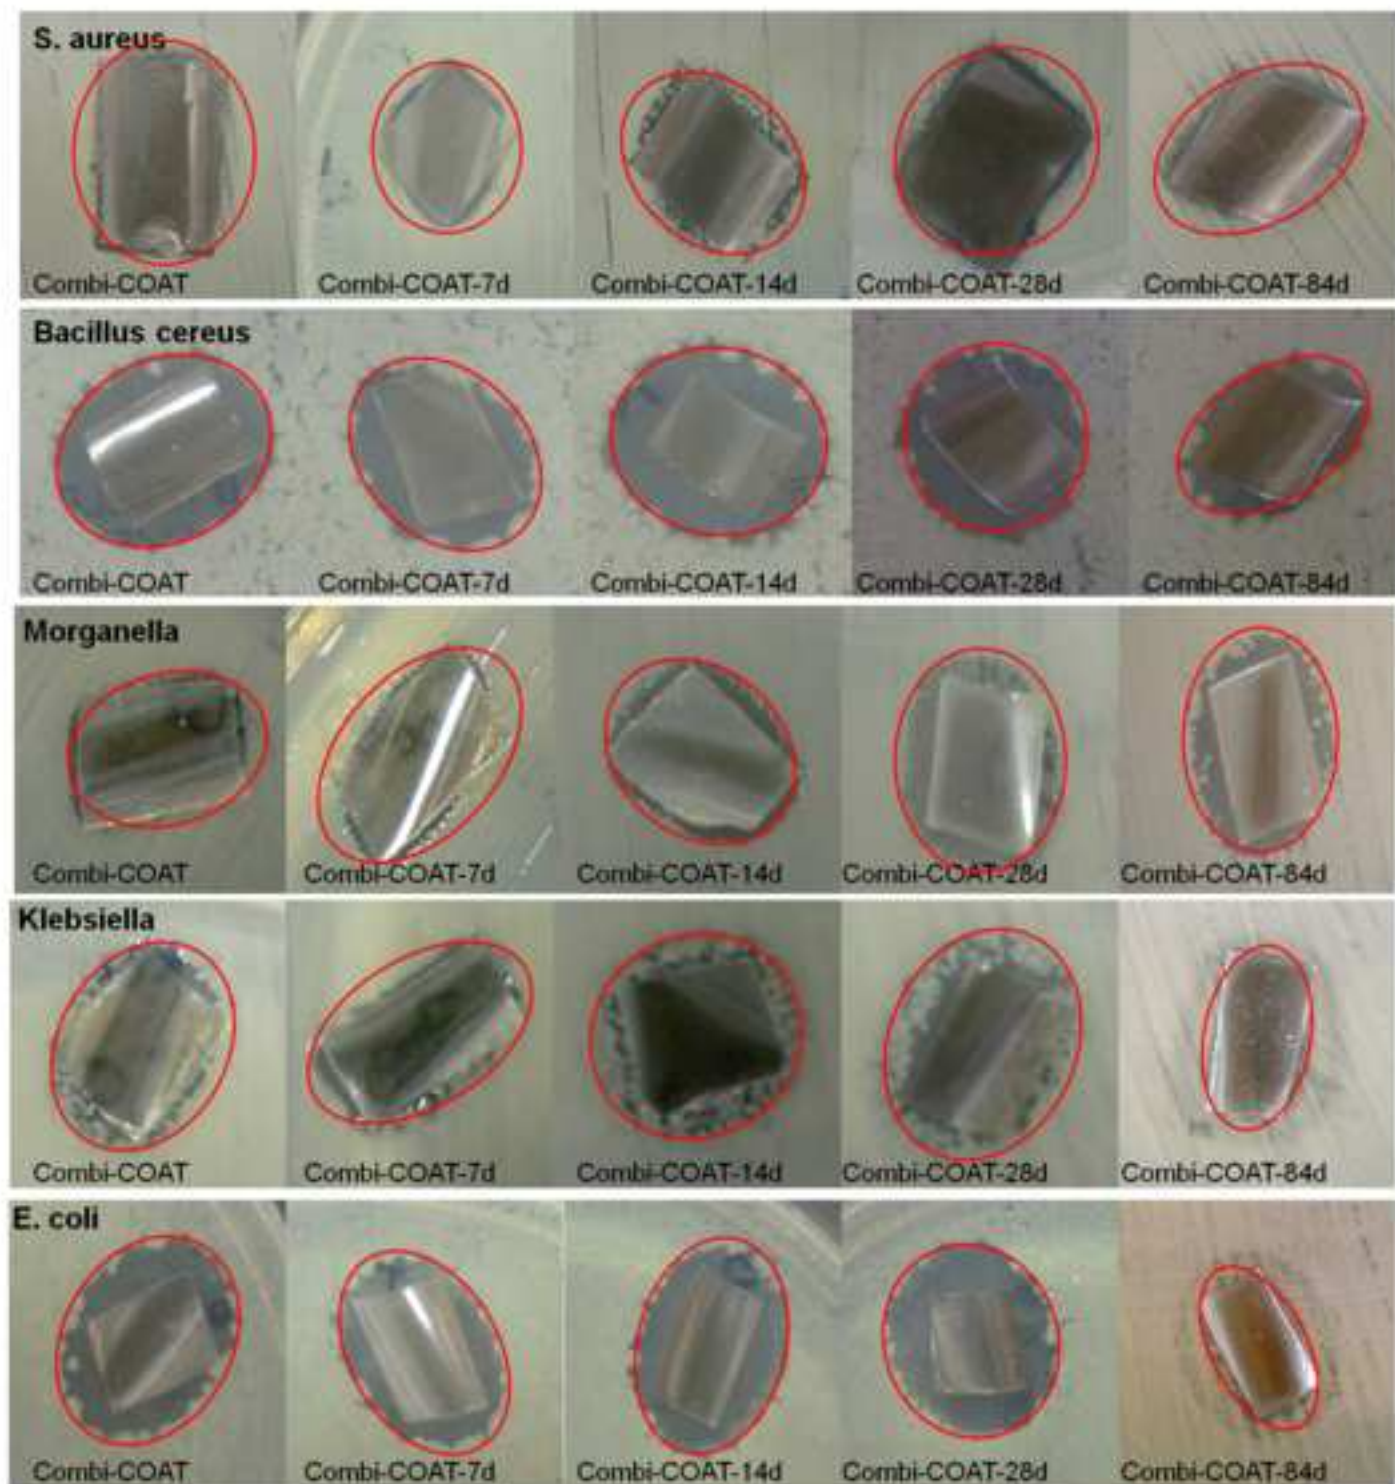 S. aureus
Combi-COAT Combi-COAT-7d Combi-COAT-14d Combi-COAT-28d Combi-COAT-84d
Bacillus cereus
Combi-COAT Combi-COAT-7d Combi-COAT-14d Combi-COAT-28d Combi-COAT-84d
Morganella
Combi-COAT Combi-COAT-7d Combi-COAT-14d Combi-COAT-28d Combi-COAT-84d
Klebsiella
Combi-COAT Combi-COAT-7d Combi-COAT-14d Combi-COAT-28d Combi-COAT-84d
E. coli
Combi-COAT Combi-COAT-7d Combi-COAT-14d Combi-COAT-28d Combi-COAT-84d